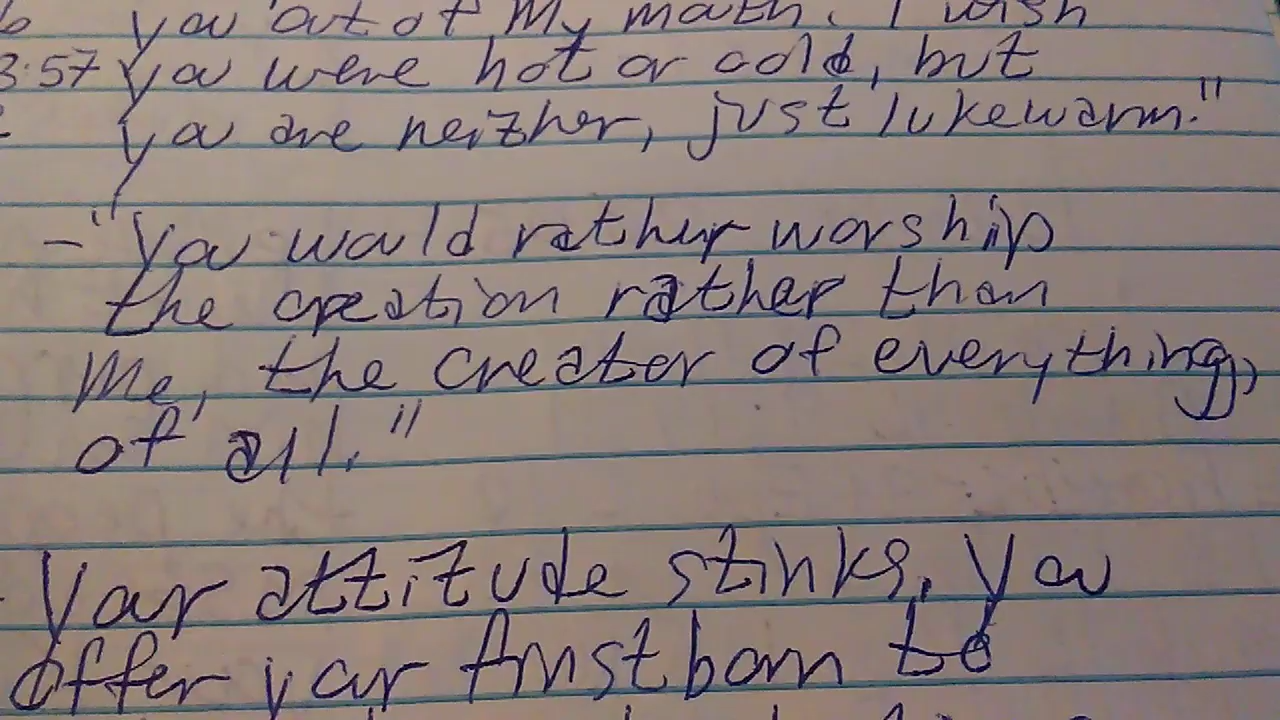 you out of My mouth. I wish
3:57 you were hot or cold, but
you are neither, just lukewarm."
- "You would rather worship
the creation rather than
Me, the creator of everything,
of all."
Your attitude stinks, you
offer your firstborn to